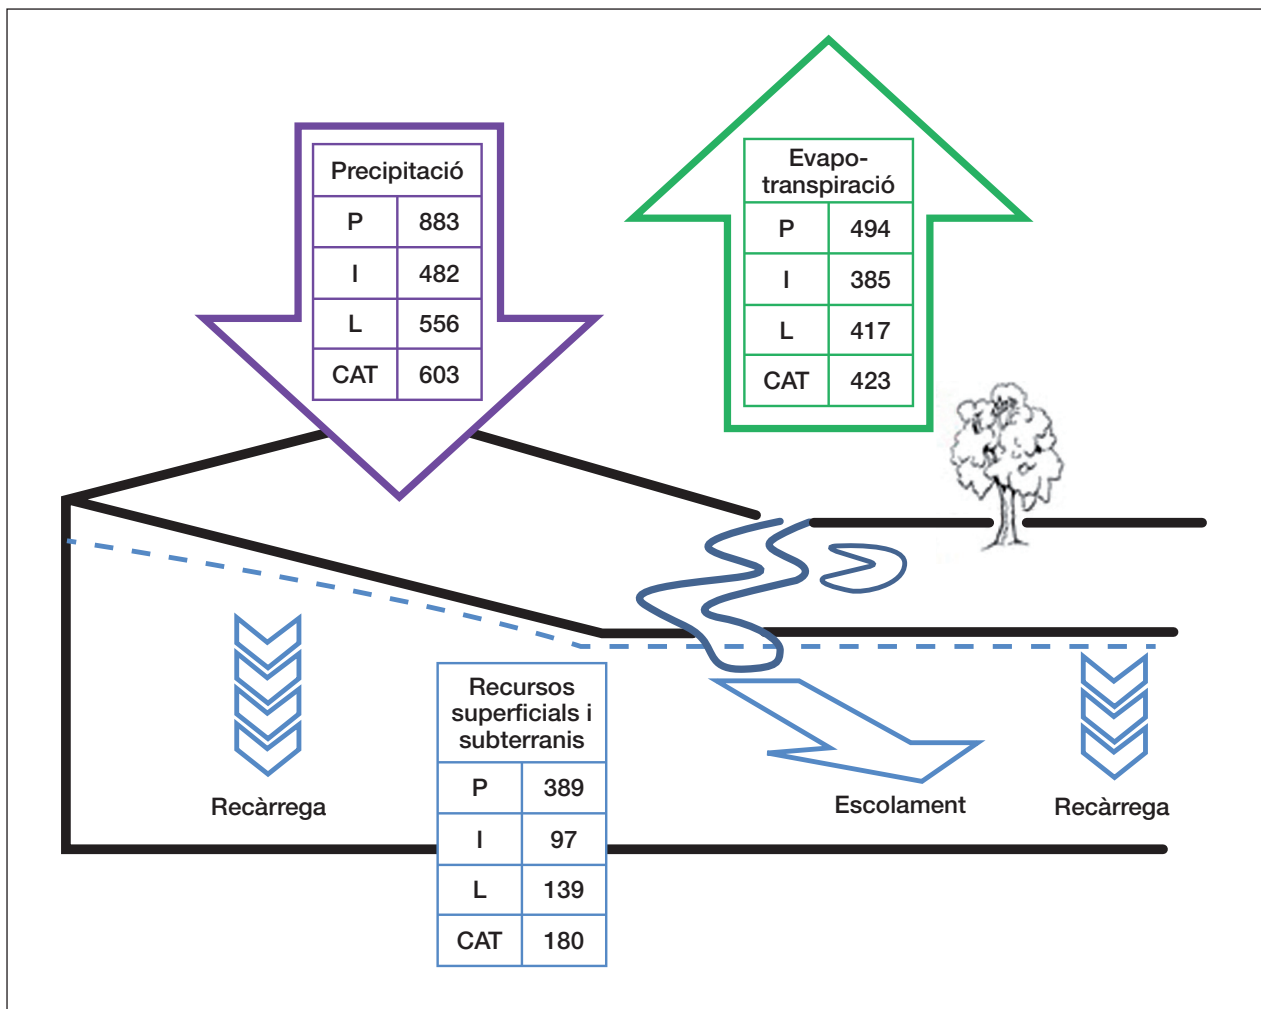 Precipitació
P 883
I 482
L 556
CAT 603
Evapo-
transpiració
P 494
I 385
L 417
CAT 423
Recursos
superficials i
subterranis
P 389
I 97
L 139
CAT 180
Recàrrega
Escolament
Recàrrega